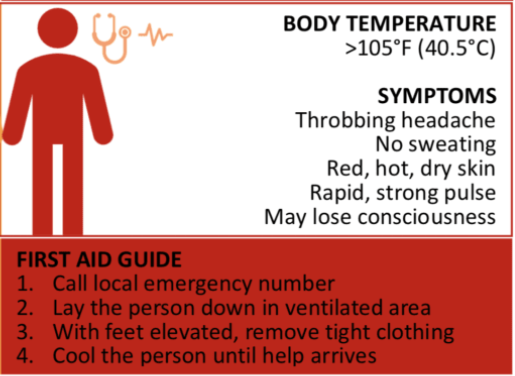 BODY TEMPERATURE
>105°F (40.5°C)
SYMPTOMS
Throbbing headache
No sweating
Red, hot, dry skin
Rapid, strong pulse
May lose consciousness
FIRST AID GUIDE
1. Call local emergency number
2. Lay the person down in ventilated area
3. With feet elevated, remove tight clothing
4. Cool the person until help arrives